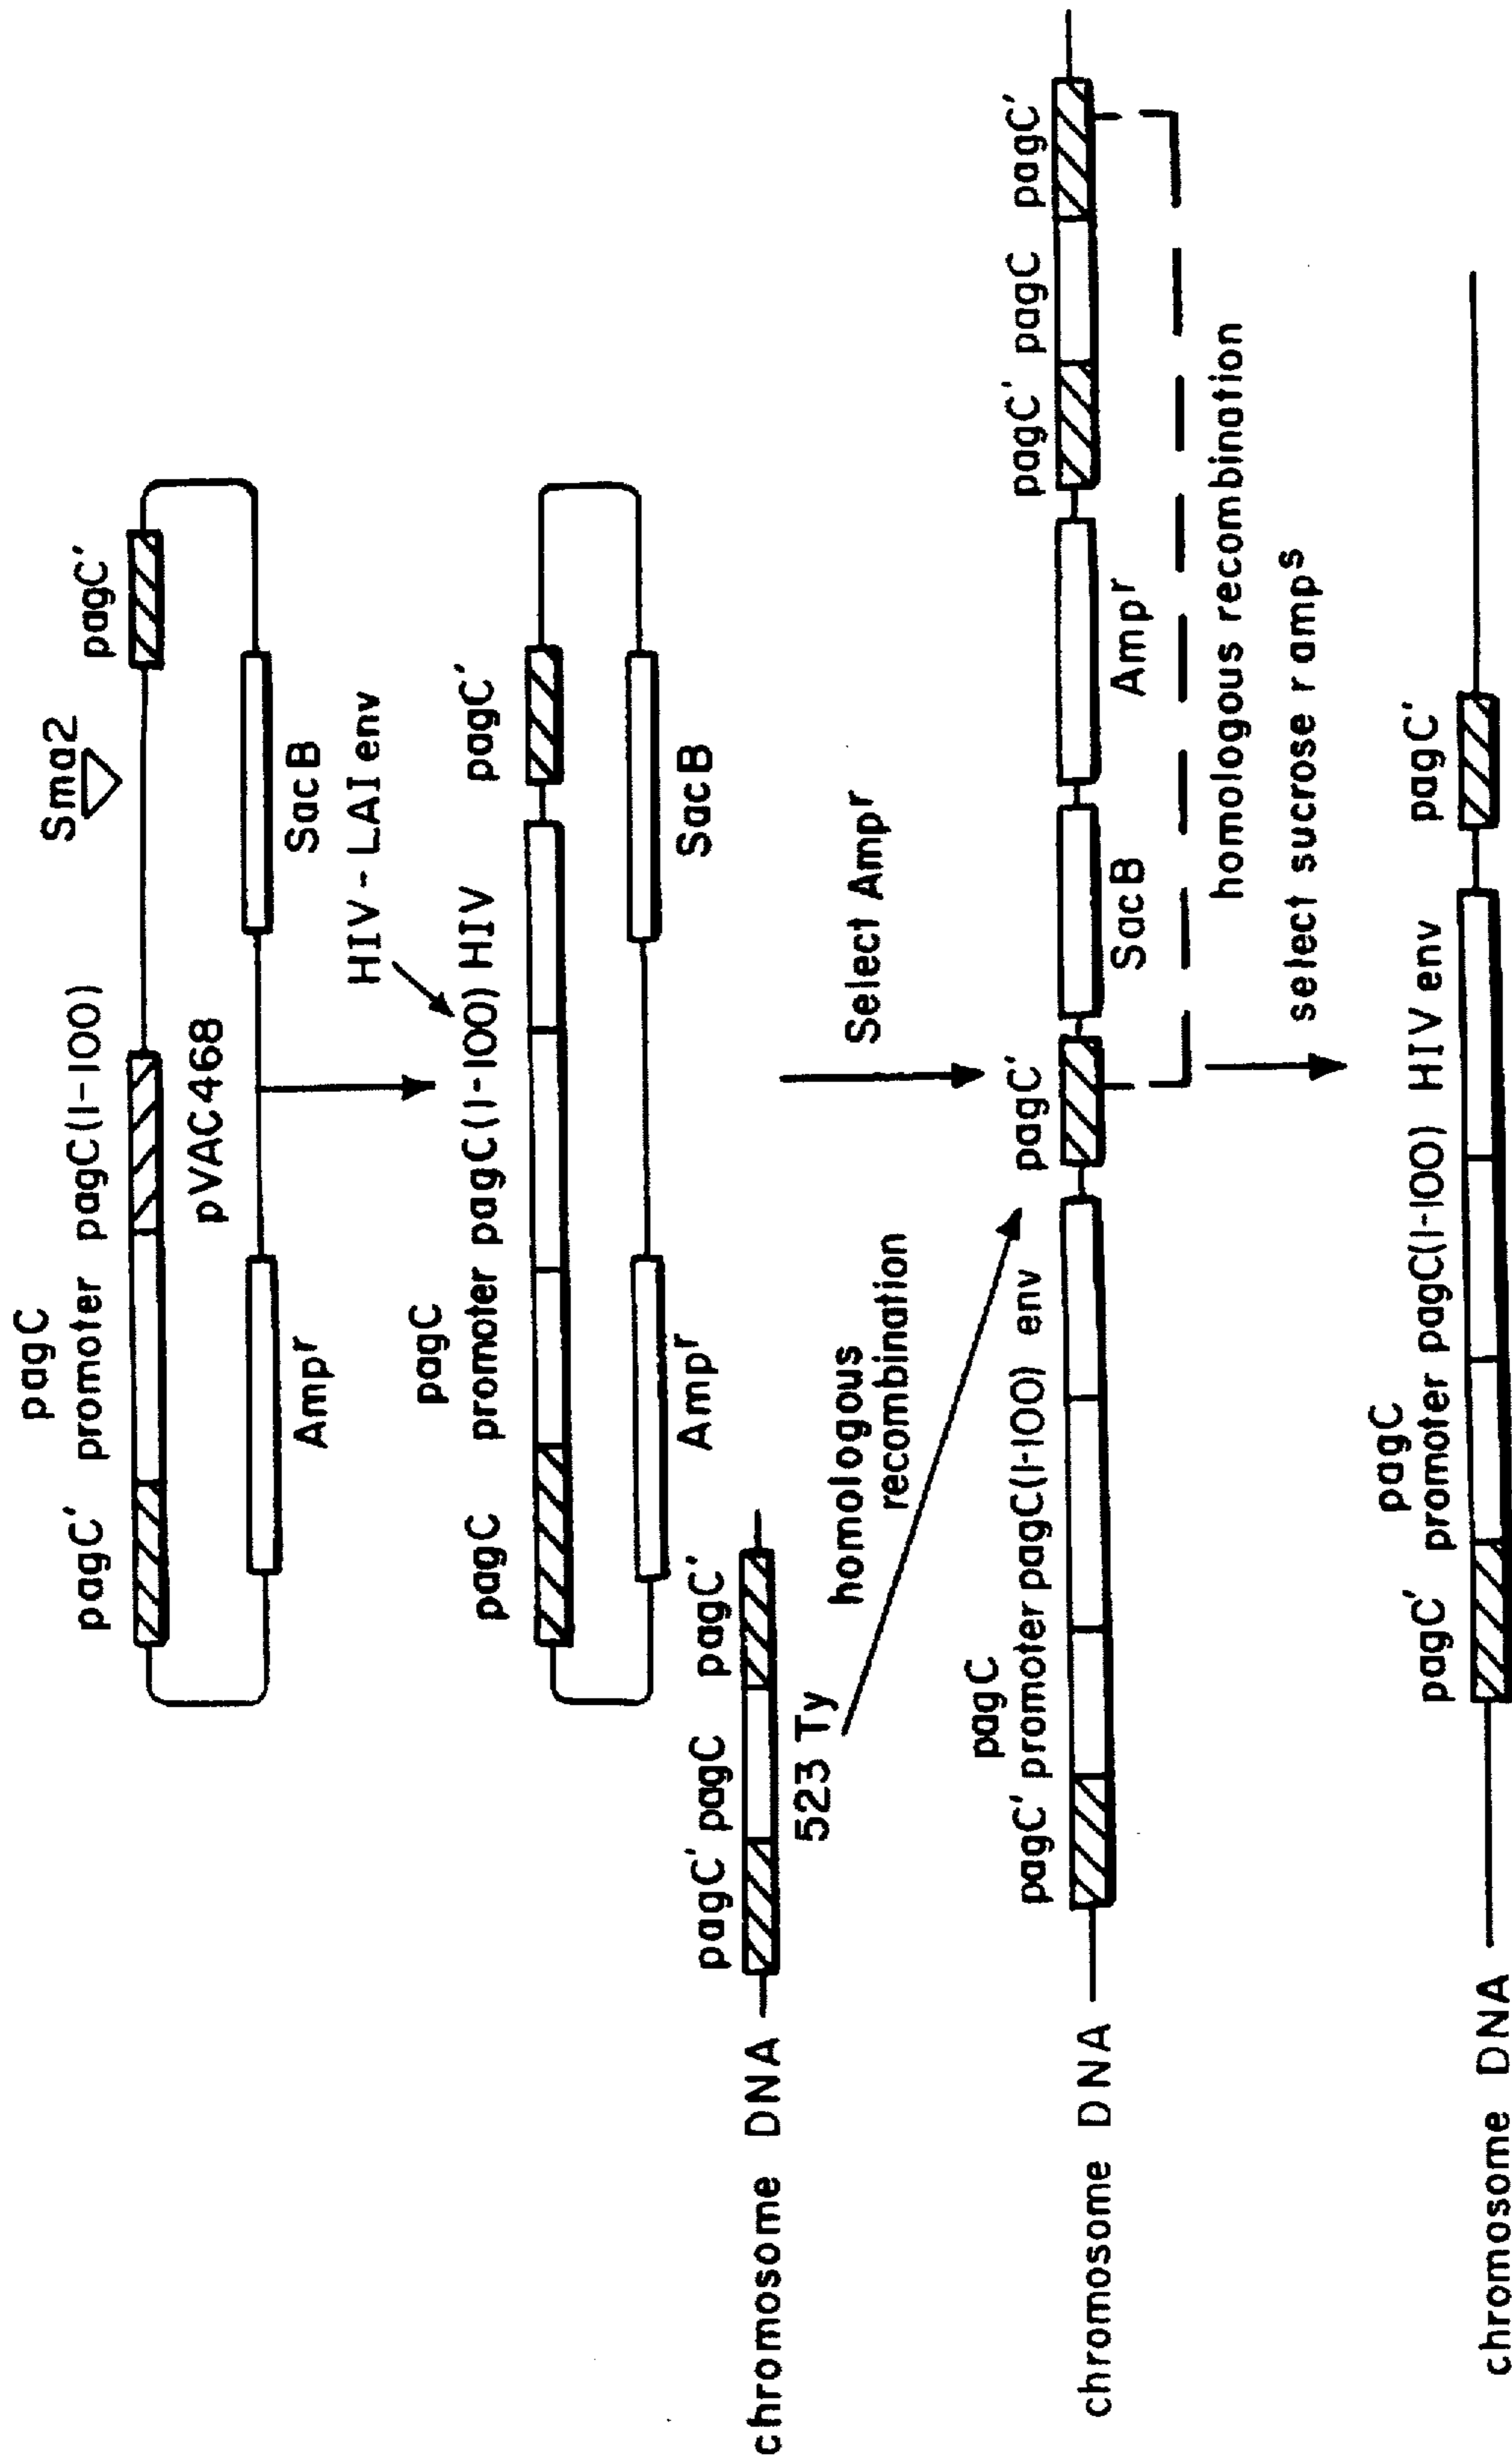 pagC
pagC' promoter pagC(1-100)
Sma2
pagC'
pVAC468
Amp^r
SacB
HIV-LAI env
pagC
pagC promoter pagC(1-100) HIV
pagC'
Amp^r
SacB
pagC' pagC pagC'
chromosome DNA
523 Ty
homologous
recombination
Select Amp^r
pagC
pagC' promoter pagC(1-100) env
pagC'
pagC' pagC pagC'
chromosome DNA
SacB
Amp^r
homologous recombination
select sucrose r amp^s
pagC
pagC' promoter pagC(1-100) HIV env
pagC'
chromosome DNA